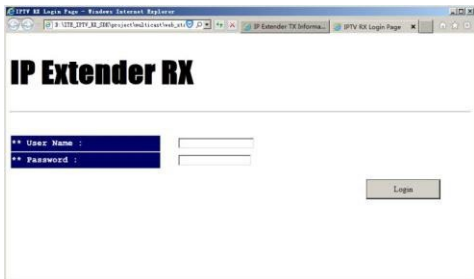 IPTV RX Login Page - Windows Internet Explorer
IP Extender TX Informa... IPTV RX Login Page
IP Extender RX
** User Name :
** Password :
Login